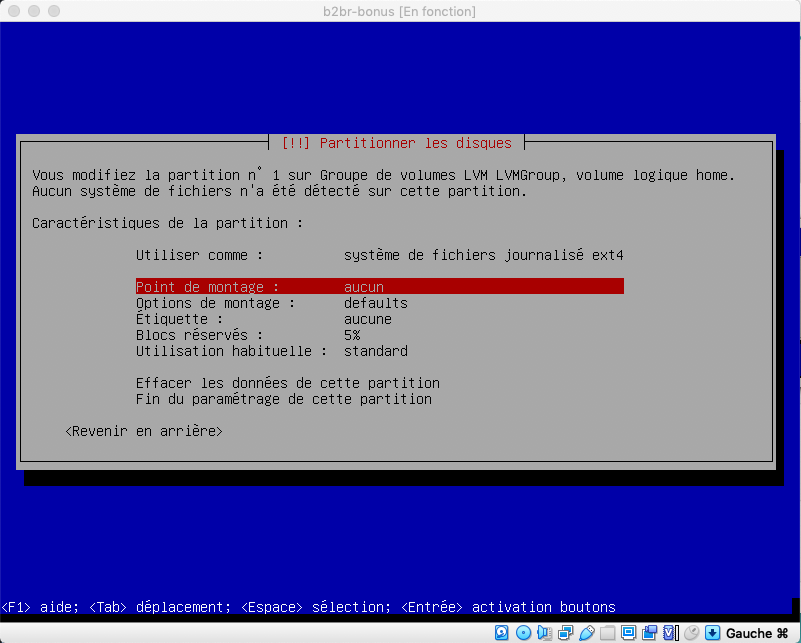 b2br-bonus [En fonction]
[!!] Partitionner les disques
Vous modifiez la partition n° 1 sur Groupe de volumes LVM LVMGroup, volume logique home.
Aucun système de fichiers n'a été détecté sur cette partition.
Caractéristiques de la partition :
Utiliser comme : système de fichiers journalisé ext4
Point de montage : aucun
Options de montage : defaults
Étiquette : aucune
Blocs réservés : 5%
Utilisation habituelle : standard
Effacer les données de cette partition
Fin du paramétrage de cette partition
<Revenir en arrière>
<F1> aide; <Tab> déplacement; <Espace> sélection; <Entrée> activation boutons
Gauche ⌘